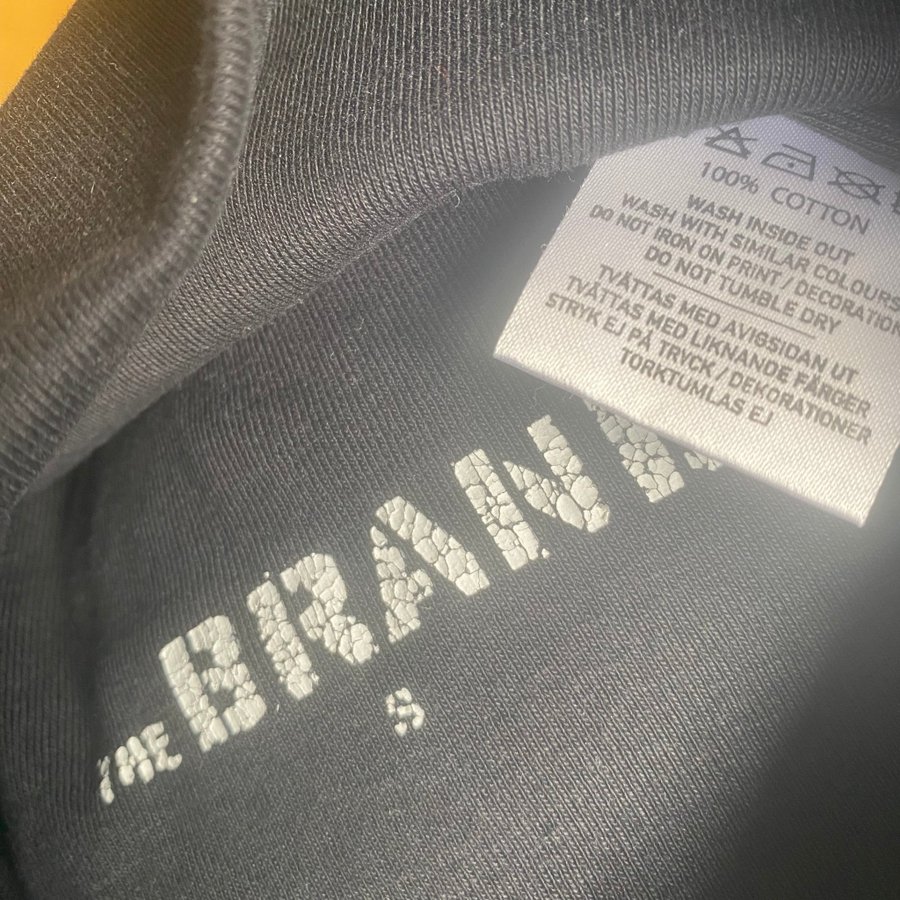 100% COTTON
WASH INSIDE OUT
WASH WITH SIMILAR COLOURS
DO NOT IRON ON PRINT / DECORATION
DO NOT TUMBLE DRY
TVÄTTAS MED AVIGSIDAN UT
TVÄTTAS MED LIKNANDE FÄRGER
STRYK EJ PÅ TRYCK / DEKORATIONER
TORKTUMLAS EJ
THE BRAN
S